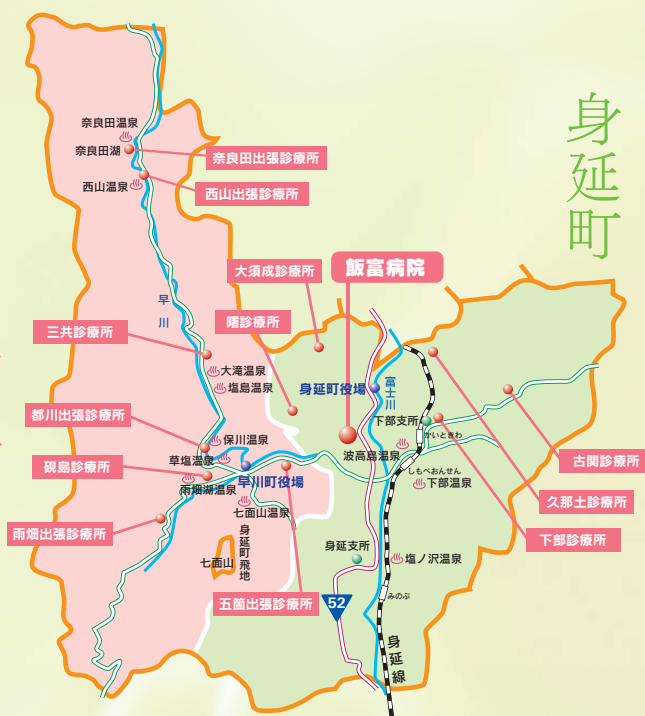 身延町
奈良田温泉
奈良田湖
奈良田出張診療所
西山温泉
西山出張診療所
大須成診療所
飯富病院
早川
曙診療所
三共診療所
大滝温泉
塩島温泉
身延町役場
富士川
都川出張診療所
下部支所
かいときわ
保川温泉
草塩温泉
波高島温泉
古関診療所
硯島診療所
早川町役場
しもべおんせん
下部温泉
雨畑湖温泉
久那土診療所
七面山温泉
雨畑出張診療所
下部診療所
身延町飛地
七面山
身延支所
塩ノ沢温泉
五箇出張診療所
52
みのぶ
身延線